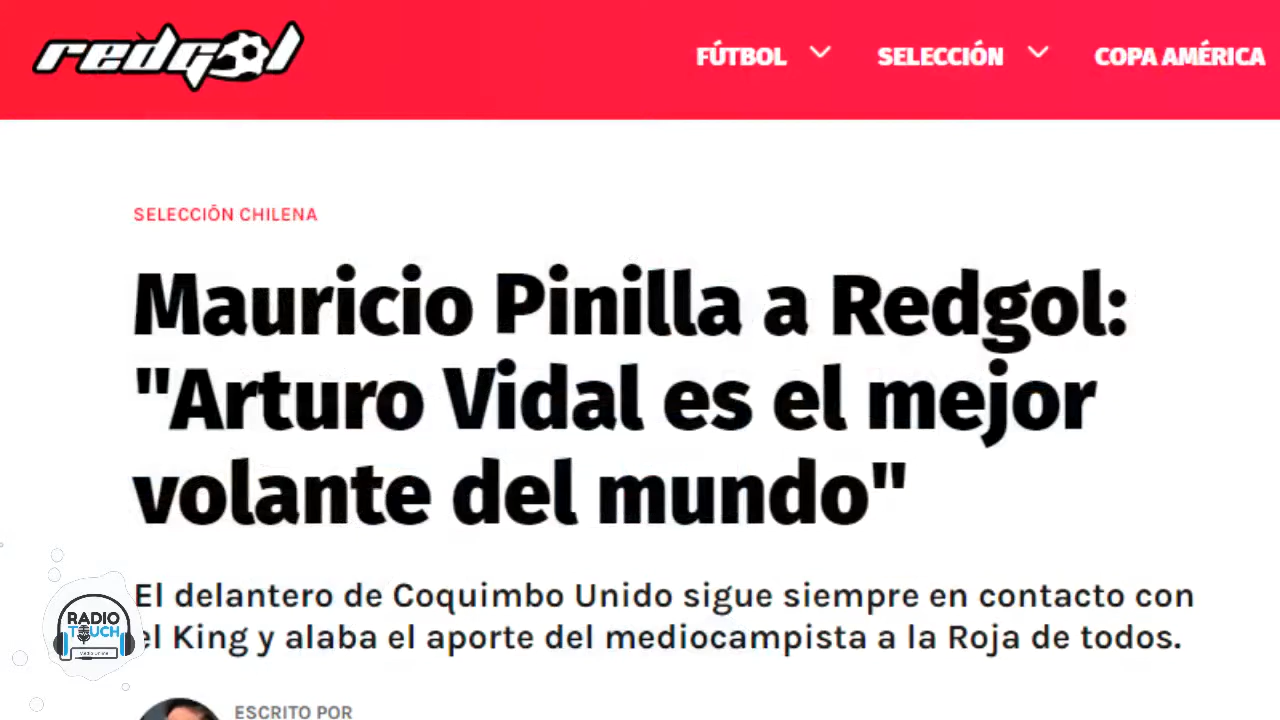 redgol
FÚTBOL SELECCIÓN COPA AMÉRICA
SELECCIÓN CHILENA
Mauricio Pinilla a Redgol:
"Arturo Vidal es el mejor
volante del mundo"
El delantero de Coquimbo Unido sigue siempre en contacto con
el King y alaba el aporte del mediocampista a la Roja de todos.
RADIO
TOUCH
ESCRITO POR